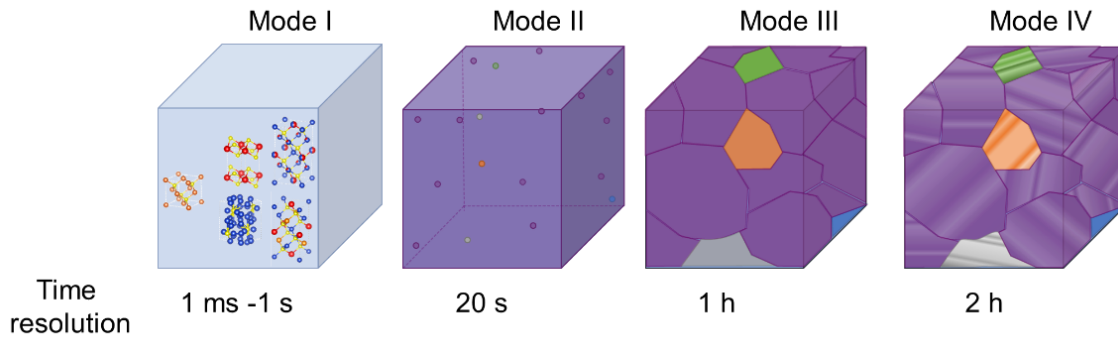 Mode I Mode II Mode III Mode IV
Time
resolution
1 ms -1 s 20 s 1 h 2 h